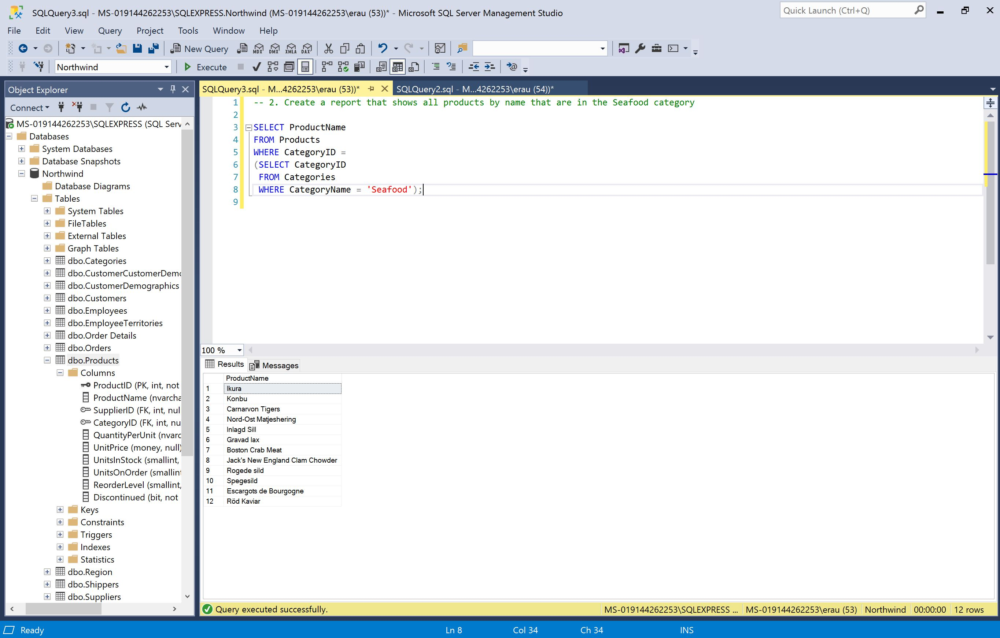 SQLQuery3.sql - MS-019144262253\SQLEXPRESS.Northwind (MS-019144262253\erau (53))* - Microsoft SQL Server Management Studio
Quick Launch (Ctrl+Q)
File Edit View Query Project Tools Window Help
New Query MDX DMX XMLA DAX
Northwind Execute
Object Explorer
Connect
MS-019144262253\SQLEXPRESS (SQL Serv
Databases
System Databases
Database Snapshots
Northwind
Database Diagrams
Tables
System Tables
FileTables
External Tables
Graph Tables
dbo.Categories
dbo.CustomerCustomerDemo
dbo.CustomerDemographics
dbo.Customers
dbo.Employees
dbo.EmployeeTerritories
dbo.Order Details
dbo.Orders
dbo.Products
Columns
ProductID (PK, int, not
ProductName (nvarcha
SupplierID (FK, int, nul
CategoryID (FK, int, nu
QuantityPerUnit (nvarc
UnitPrice (money, null)
UnitsInStock (smallint,
UnitsOnOrder (smallint
ReorderLevel (smallint,
Discontinued (bit, not
Keys
Constraints
Triggers
Indexes
Statistics
dbo.Region
dbo.Shippers
dbo.Suppliers
SQLQuery3.sql - M...4262253\erau (53))* SQLQuery2.sql - M...4262253\erau (54))*
1 -- 2. Create a report that shows all products by name that are in the Seafood category
2
3 SELECT ProductName
4 FROM Products
5 WHERE CategoryID =
6 (SELECT CategoryID
7 FROM Categories
8 WHERE CategoryName = 'Seafood');
9
100 %
Results Messages
ProductName
1 Ikura
2 Konbu
3 Carnarvon Tigers
4 Nord-Ost Matjeshering
5 Inlagd Sill
6 Gravad lax
7 Boston Crab Meat
8 Jack's New England Clam Chowder
9 Rogede sild
10 Spegesild
11 Escargots de Bourgogne
12 Röd Kaviar
Query executed successfully. MS-019144262253\SQLEXPRESS ... MS-019144262253\erau (53) Northwind 00:00:00 12 rows
Ready Ln 8 Col 34 Ch 34 INS